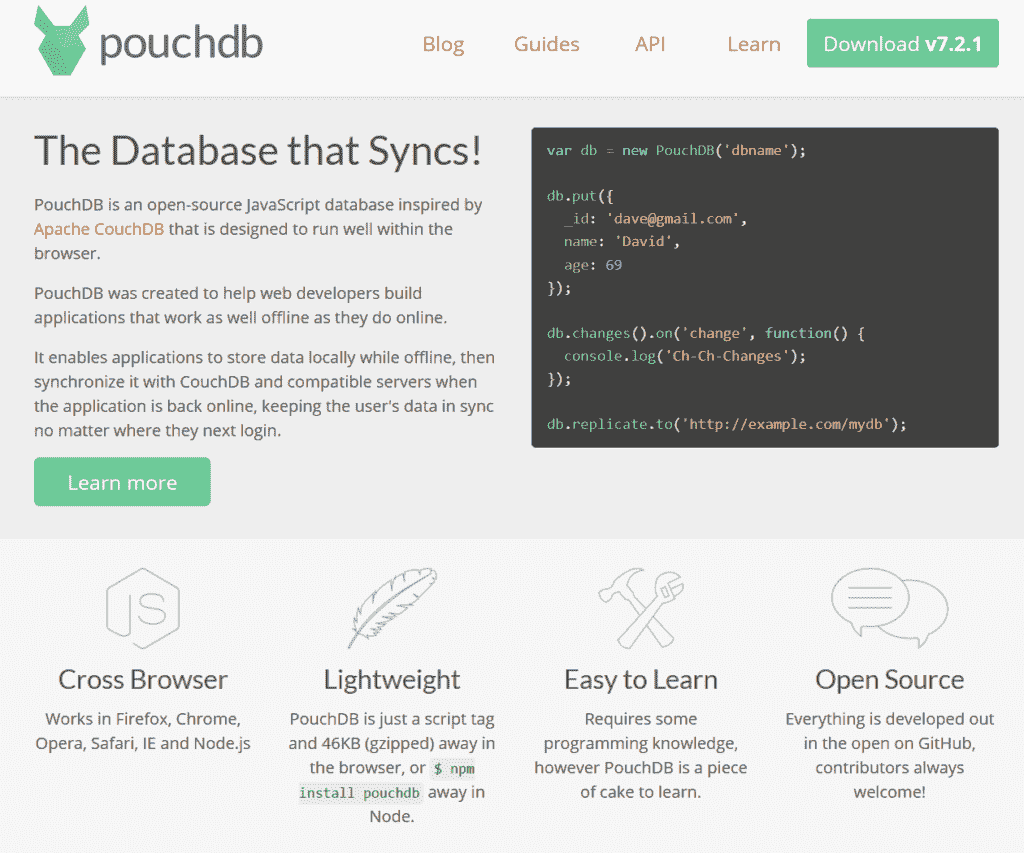 pouchdb
Blog Guides API Learn Download v7.2.1
The Database that Syncs!
PouchDB is an open-source JavaScript database inspired by
Apache CouchDB that is designed to run well within the
browser.
PouchDB was created to help web developers build
applications that work as well offline as they do online.
It enables applications to store data locally while offline, then
synchronize it with CouchDB and compatible servers when
the application is back online, keeping the user's data in sync
no matter where they next login.
Learn more
var db = new PouchDB('dbname');
db.put({
  _id: 'dave@gmail.com',
  name: 'David',
  age: 69
});
db.changes().on('change', function() {
  console.log('Ch-Ch-Changes');
});
db.replicate.to('http://example.com/mydb');
JS
Cross Browser
Works in Firefox, Chrome,
Opera, Safari, IE and Node.js
Lightweight
PouchDB is just a script tag
and 46KB (gzipped) away in
the browser, or $ npm
install pouchdb away in
Node.
Easy to Learn
Requires some
programming knowledge,
however PouchDB is a piece
of cake to learn.
Open Source
Everything is developed out
in the open on GitHub,
contributors always
welcome!